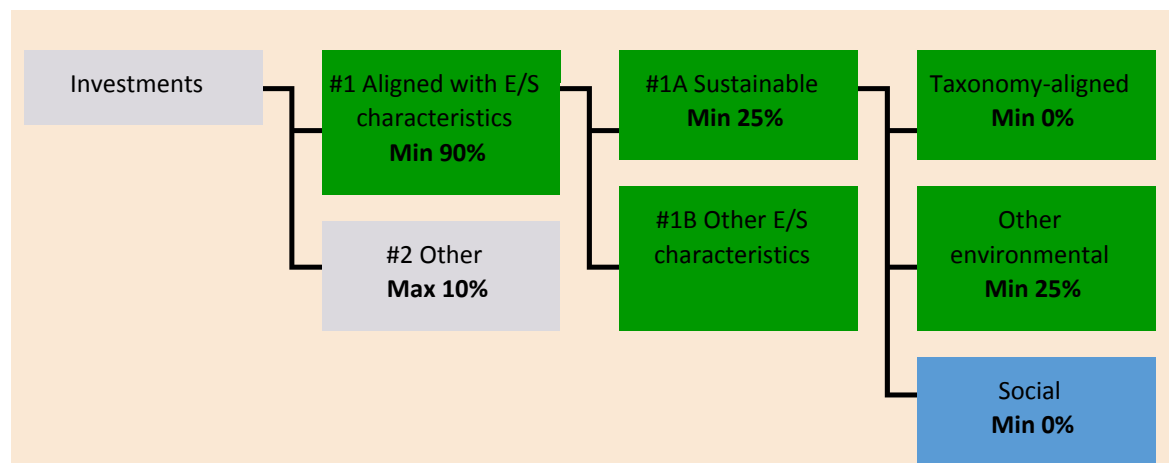 Investments
#1 Aligned with E/S
characteristics
Min 90%
#2 Other
Max 10%
#1A Sustainable
Min 25%
#1B Other E/S
characteristics
Taxonomy-aligned
Min 0%
Other
environmental
Min 25%
Social
Min 0%